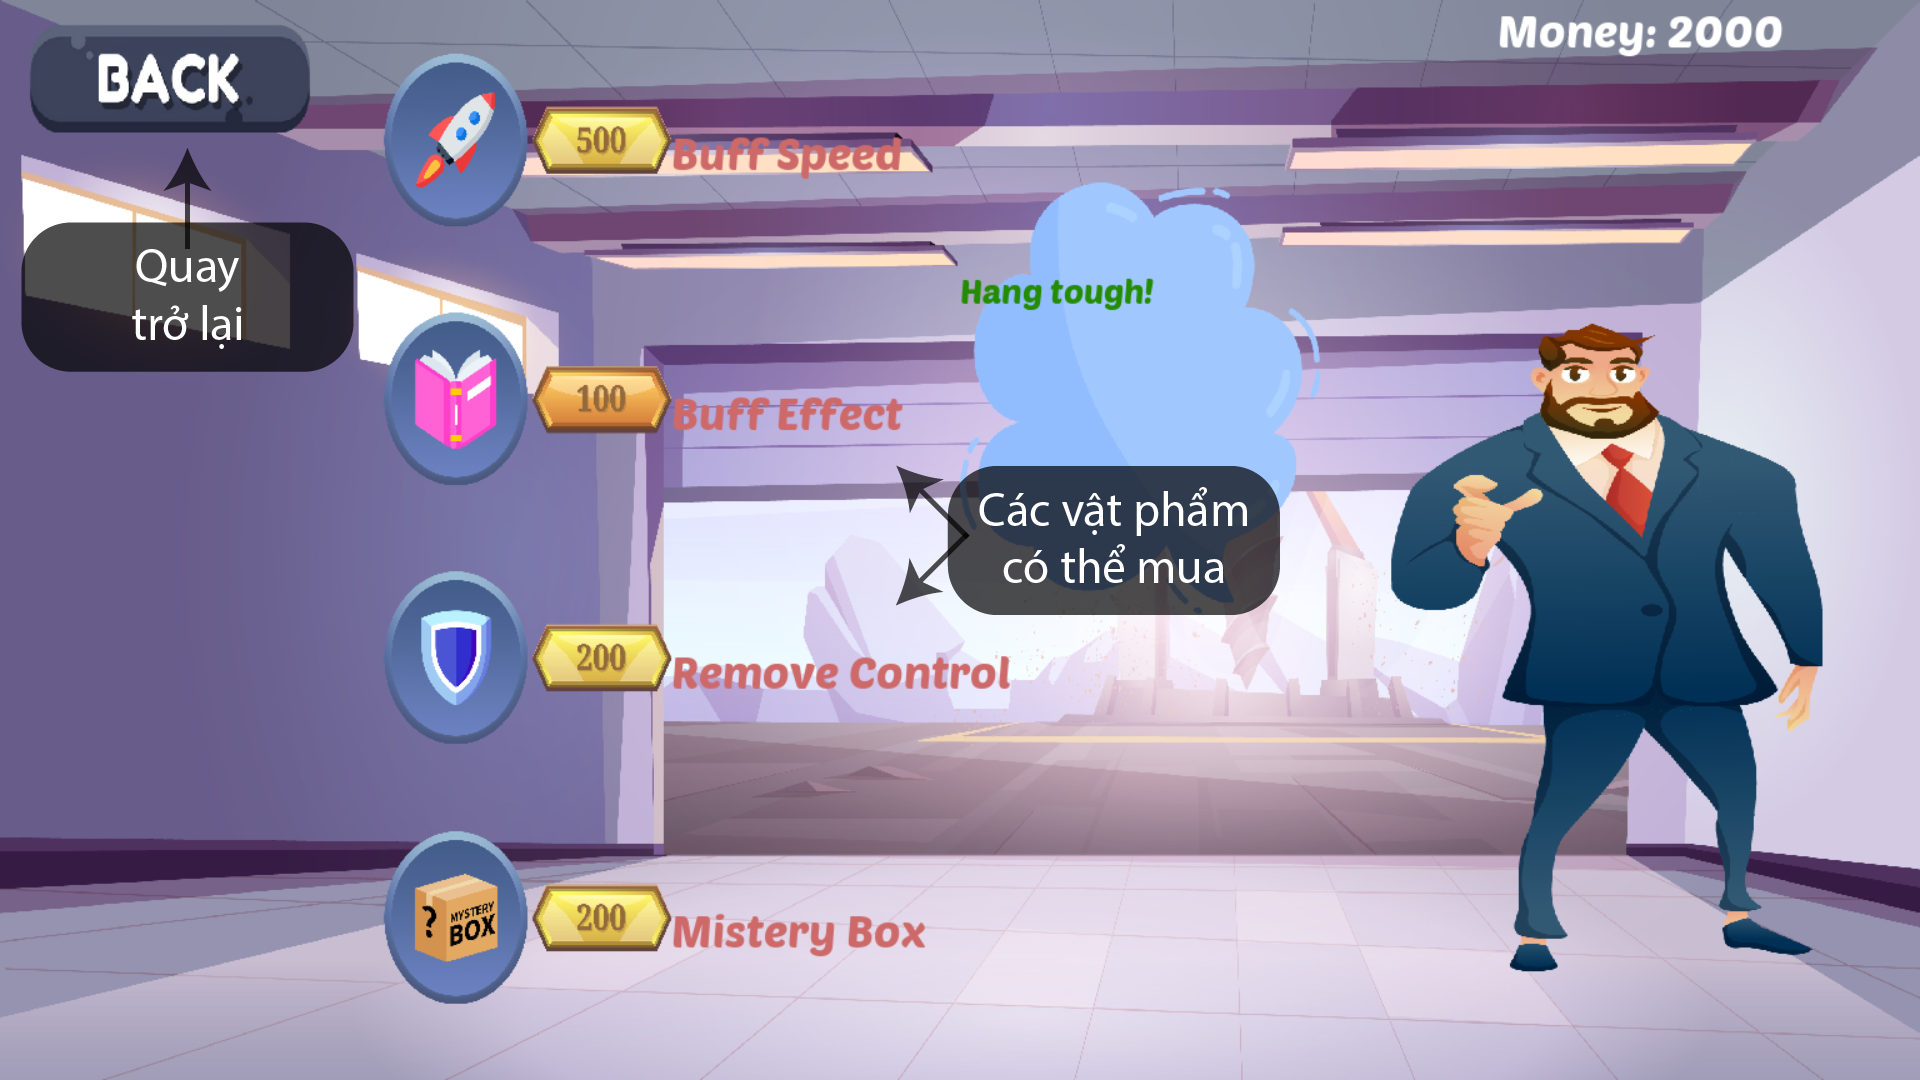 BACK
Money: 2000
500
Buff Speed
Quay
trở lại
Hang tough!
100
Buff Effect
Các vật phẩm
có thể mua
200
Remove Control
? MYSTERY
BOX
200
Mistery Box